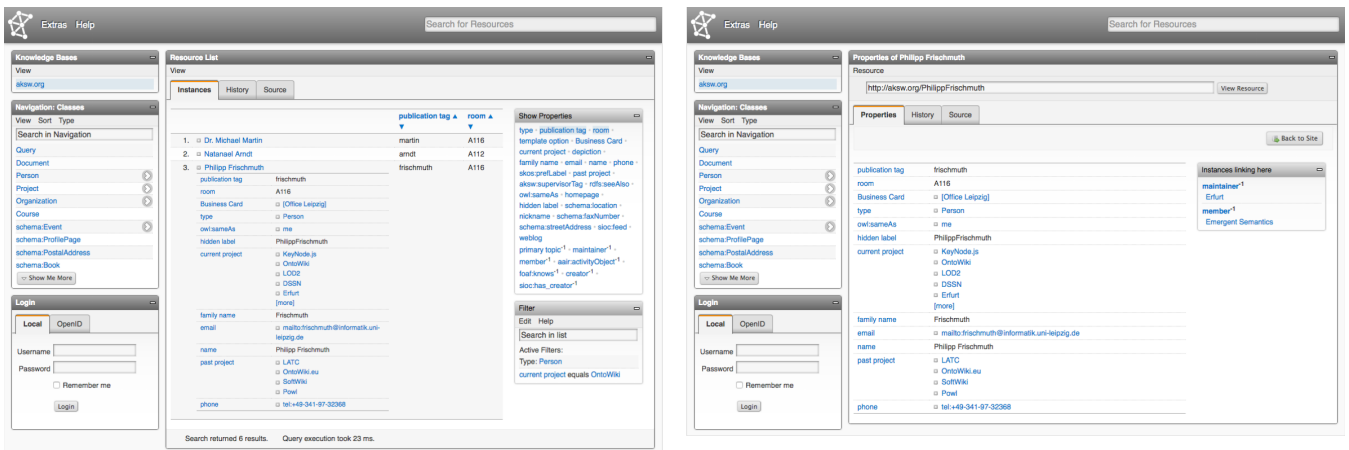 Extras Help
Search for Resources
Knowledge Bases
View
aksw.org
Navigation: Classes
View Sort Type
Search in Navigation
Query
Document
Person
Project
Organization
Course
schema:Event
schema:ProfilePage
schema:PostalAddress
schema:Book
Show Me More
Login
Local OpenID
Username
Password
Remember me
Login
Resource List
View
Instances History Source
publication tag ▲ ▼ room ▲ ▼
1. Dr. Michael Martin martin A116
2. Natanael Arndt arndt A112
3. Philipp Frischmuth frischmuth A116
publication tag frischmuth
room A116
Business Card [Office Leipzig]
type Person
owl:sameAs me
hidden label PhilippFrischmuth
current project KeyNode.js
OntoWiki
LOD2
DSSN
Erfurt
[more]
family name Frischmuth
email mailto:frischmuth@informatik.uni-
leipzig.de
name Philipp Frischmuth
past project LATC
OntoWiki.eu
SoftWiki
Powl
phone tel:+49-341-97-32368
Search returned 6 results. Query execution took 23 ms.
Show Properties
type · publication tag · room ·
template option · Business Card ·
current project · depiction ·
family name · email · name · phone ·
skos:prefLabel · past project ·
aksw:supervisorTag · rdfs:seeAlso ·
owl:sameAs · homepage ·
hidden label · schema:location ·
nickname · schema:faxNumber ·
schema:streetAddress · sioc:feed ·
weblog
primary topic-1 · maintainer-1 ·
member-1 · aair:activityObject-1 ·
foaf:knows-1 · creator-1 ·
sioc:has_creator-1
Filter
Edit Help
Search in list
Active Filters:
Type: Person
current project equals OntoWiki
Extras Help
Search for Resources
Knowledge Bases
View
aksw.org
Navigation: Classes
View Sort Type
Search in Navigation
Query
Document
Person
Project
Organization
Course
schema:Event
schema:ProfilePage
schema:PostalAddress
schema:Book
Show Me More
Login
Local OpenID
Username
Password
Remember me
Login
Properties of Philipp Frischmuth
Resource
http://aksw.org/PhilippFrischmuth View Resource
Properties History Source
Back to Site
publication tag frischmuth
room A116
Business Card [Office Leipzig]
type Person
owl:sameAs me
hidden label PhilippFrischmuth
current project KeyNode.js
OntoWiki
LOD2
DSSN
Erfurt
[more]
family name Frischmuth
email mailto:frischmuth@informatik.uni-leipzig.de
name Philipp Frischmuth
past project LATC
OntoWiki.eu
SoftWiki
Powl
phone tel:+49-341-97-32368
Instances linking here
maintainer-1
Erfurt
member-1
Emergent Semantics